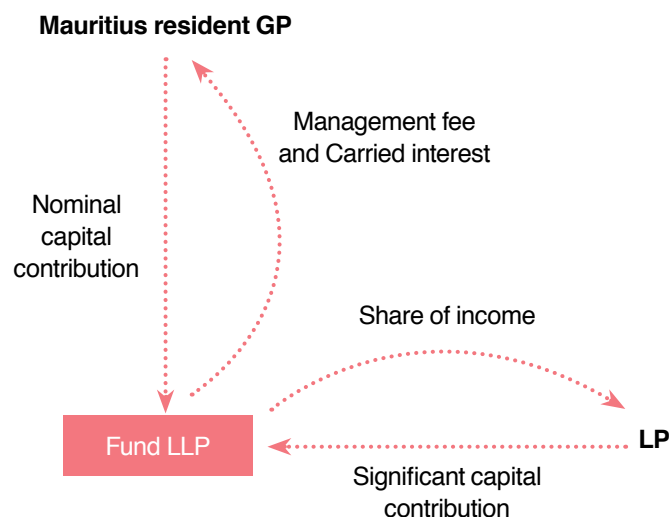 Mauritius resident GP
Management fee
and Carried interest
Nominal
capital
contribution
Share of income
Fund LLP
LP
Significant capital
contribution